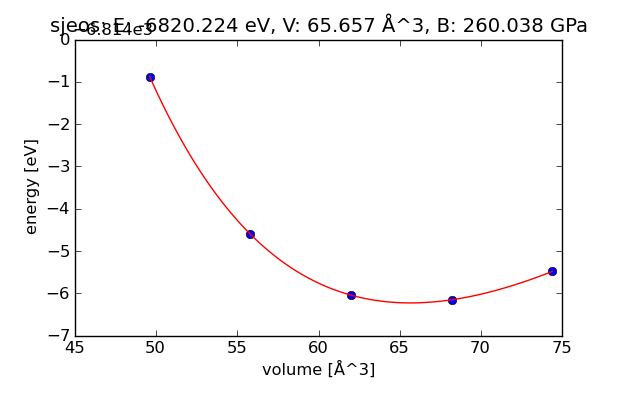 sjeos: E: -6820.224 eV, V: 65.657 Å^3, B: 260.038 GPa
−6.814e3
0
−1
−2
−3
−4
−5
−6
−7
energy [eV]
45 50 55 60 65 70 75
volume [Å^3]